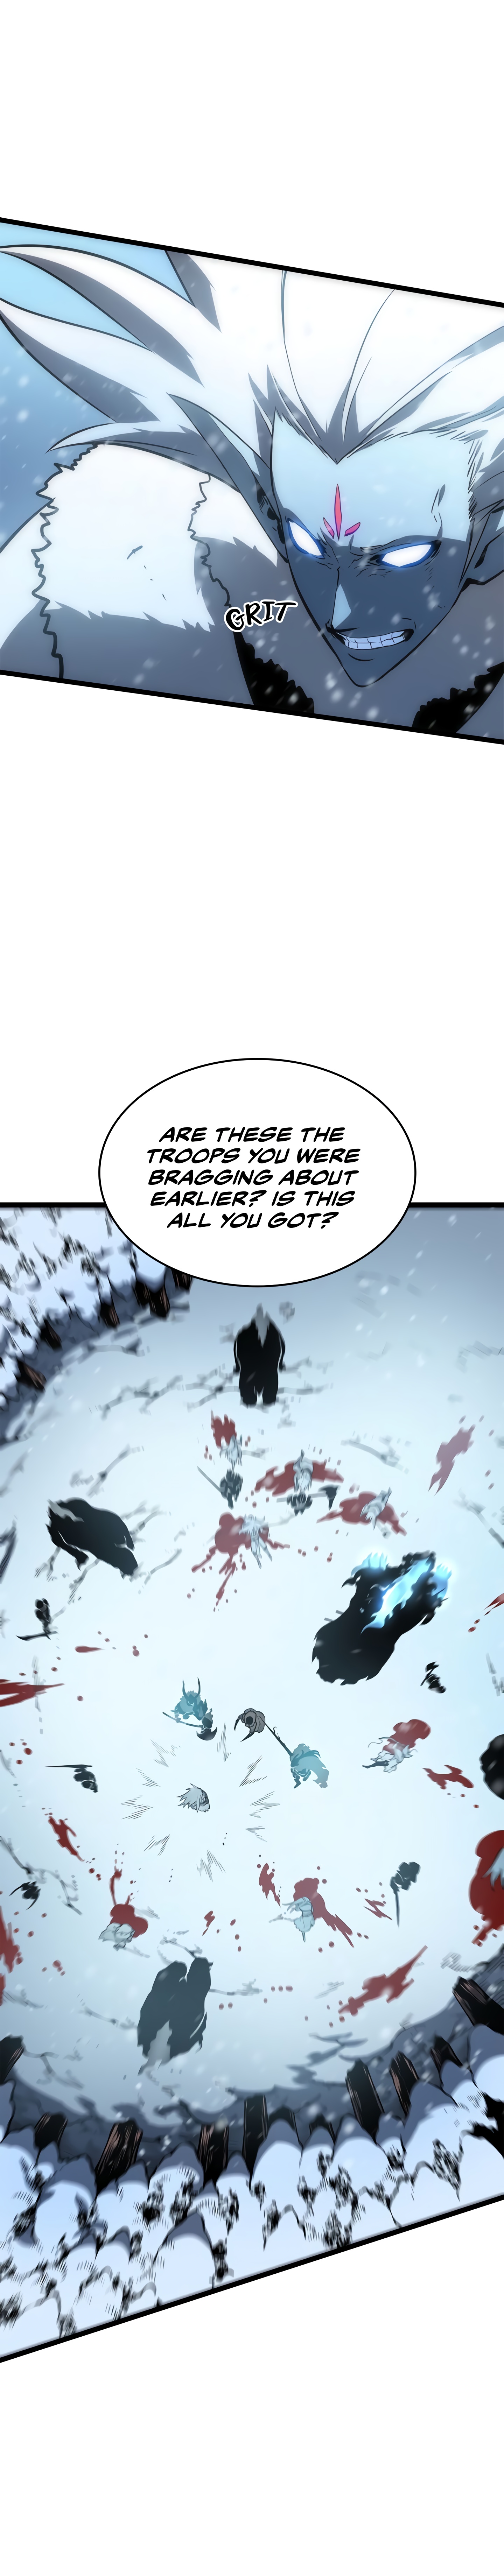 GRIT
ARE THESE THE
TROOPS YOU WERE
BRAGGING ABOUT
EARLIER? IS THIS
ALL YOU GOT?